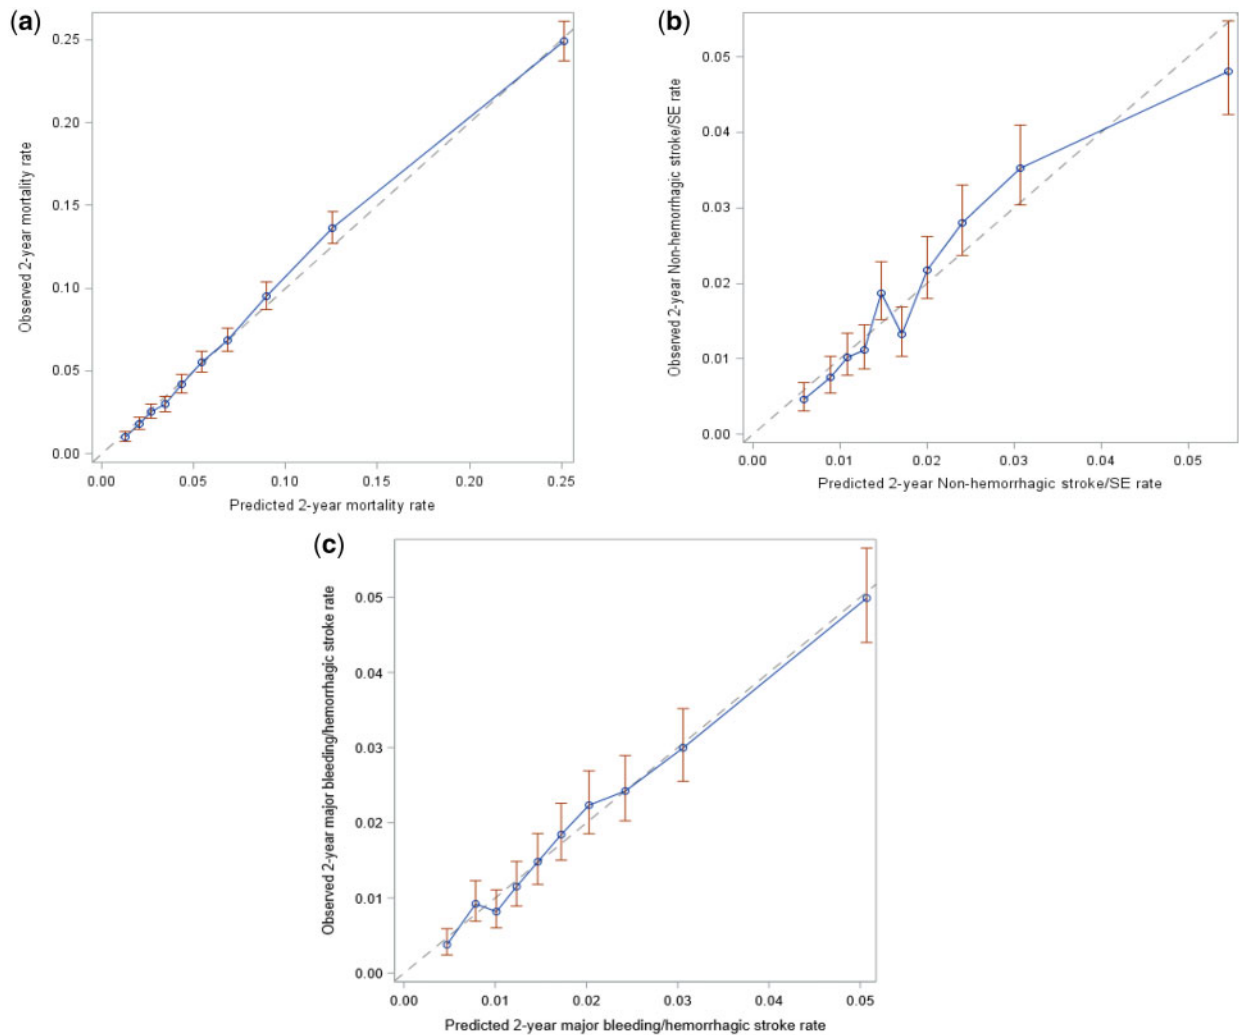 (a)
Observed 2-year mortality rate
0.25
0.20
0.15
0.10
0.05
0.00
0.00 0.05 0.10 0.15 0.20 0.25
Predicted 2-year mortality rate
(b)
Observed 2-year Non-hemorrhagic stroke/SE rate
0.05
0.04
0.03
0.02
0.01
0.00
0.00 0.01 0.02 0.03 0.04 0.05
Predicted 2-year Non-hemorrhagic stroke/SE rate
(c)
Observed 2-year major bleeding/hemorrhagic stroke rate
0.05
0.04
0.03
0.02
0.01
0.00
0.00 0.01 0.02 0.03 0.04 0.05
Predicted 2-year major bleeding/hemorrhagic stroke rate